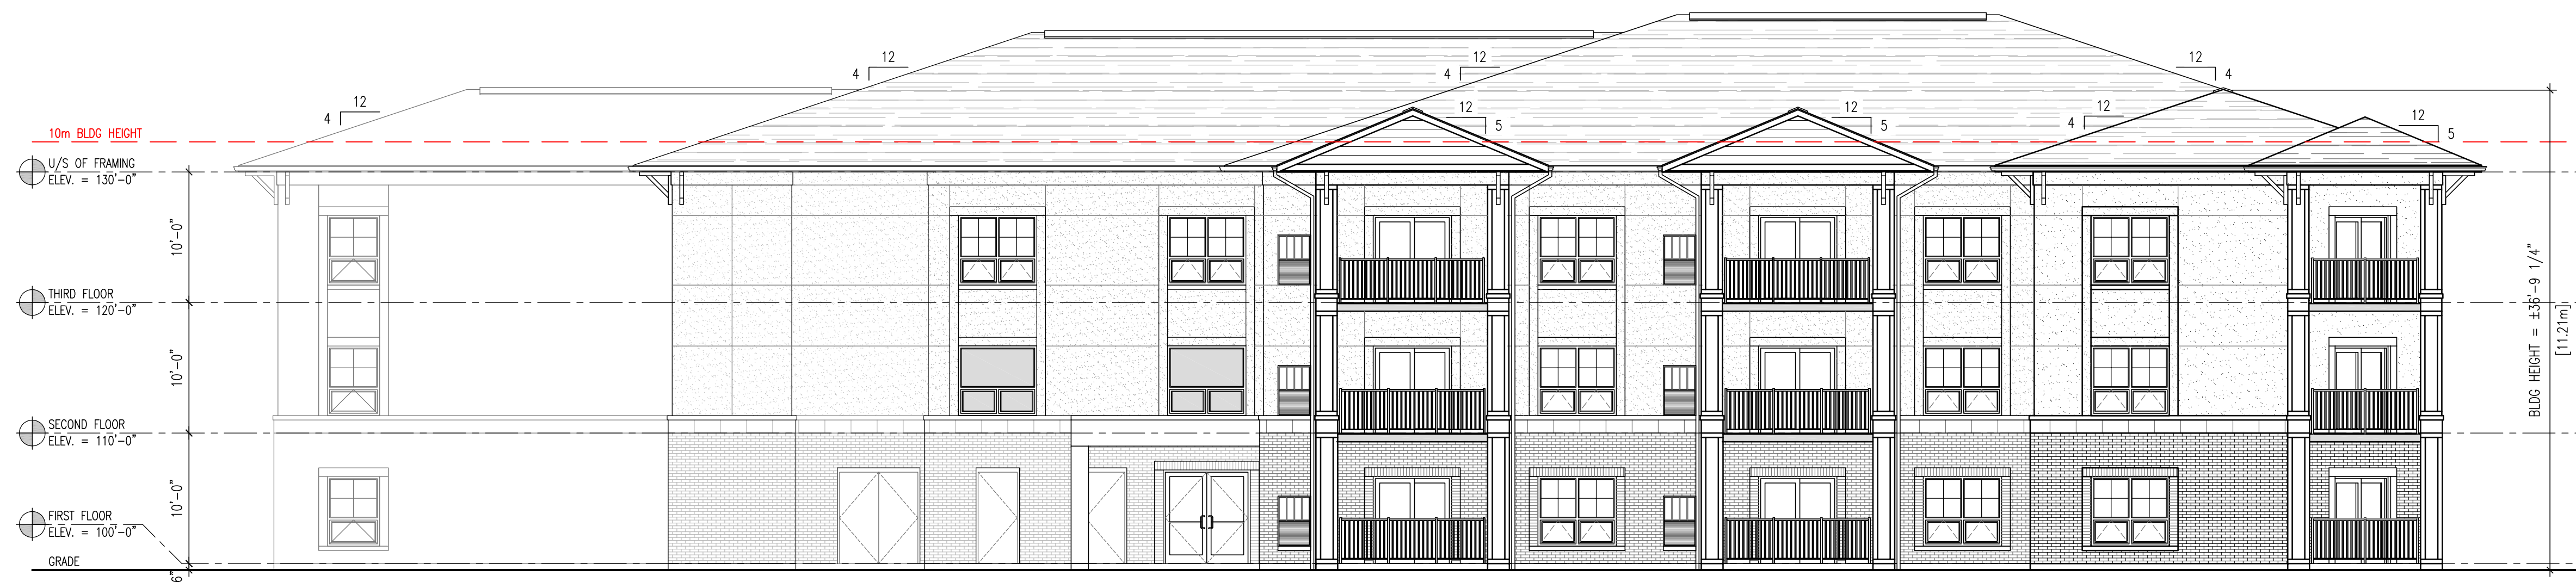 12
4
12
4
12
4
12
4
12
4
12
5
12
5
12
5
10m BLDG HEIGHT
U/S OF FRAMING
ELEV. = 130'-0"
10'-0"
THIRD FLOOR
ELEV. = 120'-0"
10'-0"
SECOND FLOOR
ELEV. = 110'-0"
10'-0"
FIRST FLOOR
ELEV. = 100'-0"
GRADE
6"
BLDG HEIGHT = ±36'-9 1/4"
[11.21m]